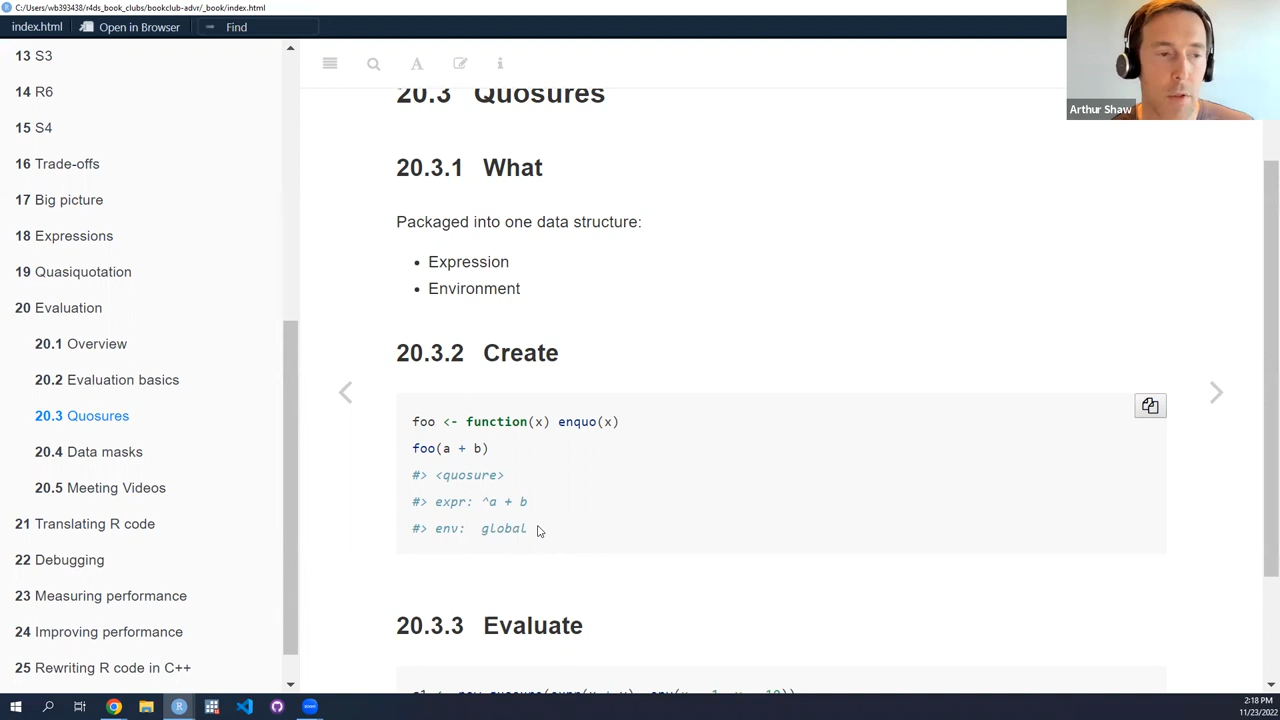 C:/Users/wb393438/r4ds_book_clubs/bookclub-advr/_book/index.html
index.html
Open in Browser
Find
13 S3
14 R6
15 S4
16 Trade-offs
17 Big picture
18 Expressions
19 Quasiquotation
20 Evaluation
20.1 Overview
20.2 Evaluation basics
20.3 Quosures
20.4 Data masks
20.5 Meeting Videos
21 Translating R code
22 Debugging
23 Measuring performance
24 Improving performance
25 Rewriting R code in C++
20.3 Quosures
20.3.1 What
Packaged into one data structure:
• Expression
• Environment
20.3.2 Create
foo <- function(x) enquo(x)
foo(a + b)
#> <quosure>
#> expr: ^a + b
#> env:  global
20.3.3 Evaluate
Arthur Shaw
2:18 PM
11/23/2022